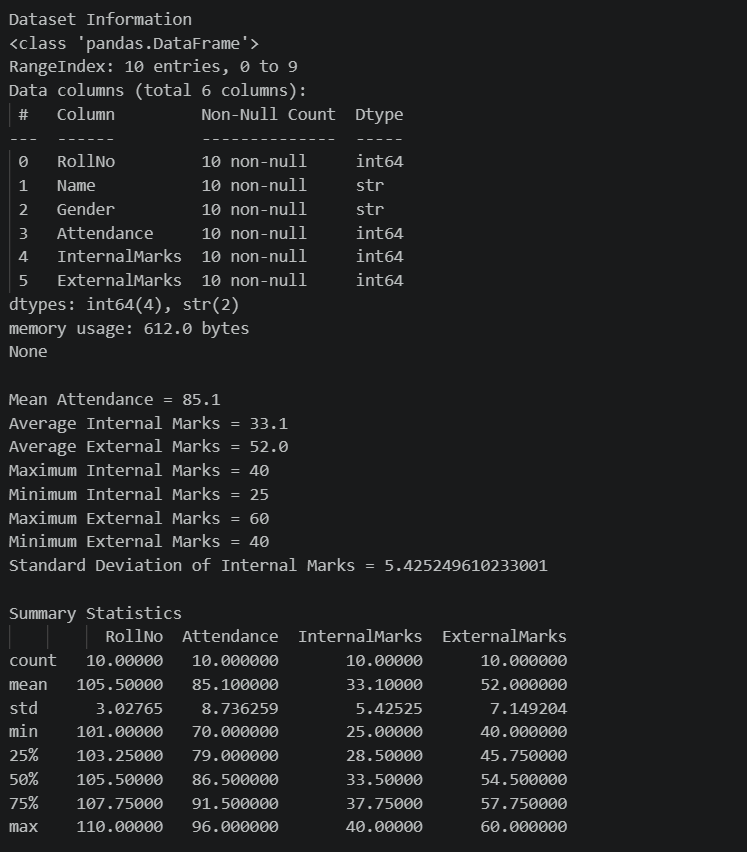 Dataset Information
<class 'pandas.DataFrame'>
RangeIndex: 10 entries, 0 to 9
Data columns (total 6 columns):
 #   Column         Non-Null Count  Dtype
---  ------         --------------  -----
 0   RollNo         10 non-null     int64
 1   Name           10 non-null     str
 2   Gender         10 non-null     str
 3   Attendance     10 non-null     int64
 4   InternalMarks  10 non-null     int64
 5   ExternalMarks  10 non-null     int64
dtypes: int64(4), str(2)
memory usage: 612.0 bytes
None

Mean Attendance = 85.1
Average Internal Marks = 33.1
Average External Marks = 52.0
Maximum Internal Marks = 40
Minimum Internal Marks = 25
Maximum External Marks = 60
Minimum External Marks = 40
Standard Deviation of Internal Marks = 5.425249610233001

Summary Statistics
          RollNo  Attendance  InternalMarks  ExternalMarks
count   10.00000   10.000000       10.00000      10.000000
mean   105.50000   85.100000       33.10000      52.000000
std      3.02765    8.736259        5.42525       7.149204
min    101.00000   70.000000       25.00000      40.000000
25%    103.25000   79.000000       28.50000      45.750000
50%    105.50000   86.500000       33.50000      54.500000
75%    107.75000   91.500000       37.75000      57.750000
max    110.00000   96.000000       40.00000      60.000000